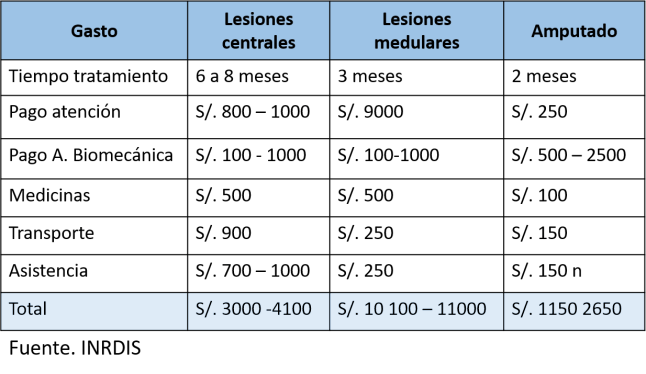 Gasto Lesiones centrales Lesiones medulares Amputado
Tiempo tratamiento 6 a 8 meses 3 meses 2 meses
Pago atención S/. 800 – 1000 S/. 9000 S/. 250
Pago A. Biomecánica S/. 100 - 1000 S/. 100-1000 S/. 500 – 2500
Medicinas S/. 500 S/. 500 S/. 100
Transporte S/. 900 S/. 250 S/. 150
Asistencia S/. 700 – 1000 S/. 250 S/. 150 n
Total S/. 3000 -4100 S/. 10 100 – 11000 S/. 1150 2650
Fuente. INRDIS